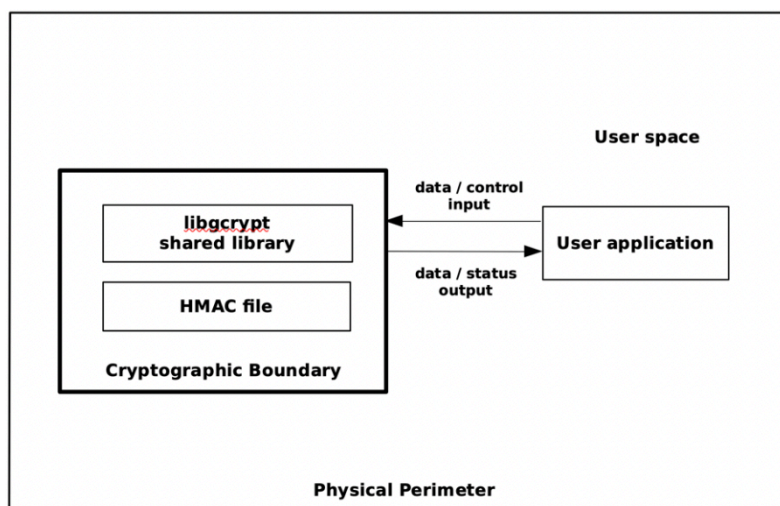 User space
data / control
input
libgcrypt
shared library
User application
data / status
output
HMAC file
Cryptographic Boundary
Physical Perimeter